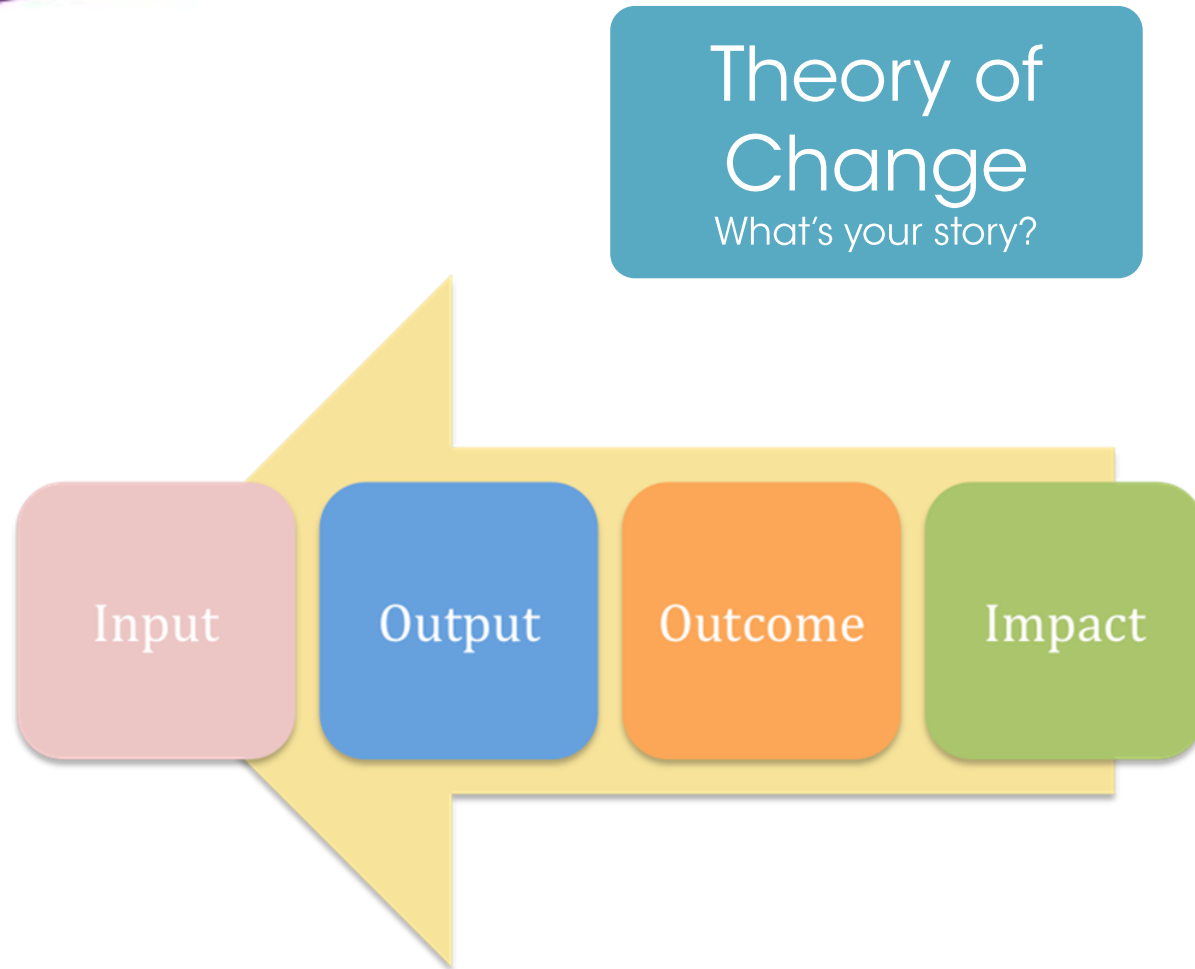 Theory of
Change
What's your story?
Input
Output
Outcome
Impact